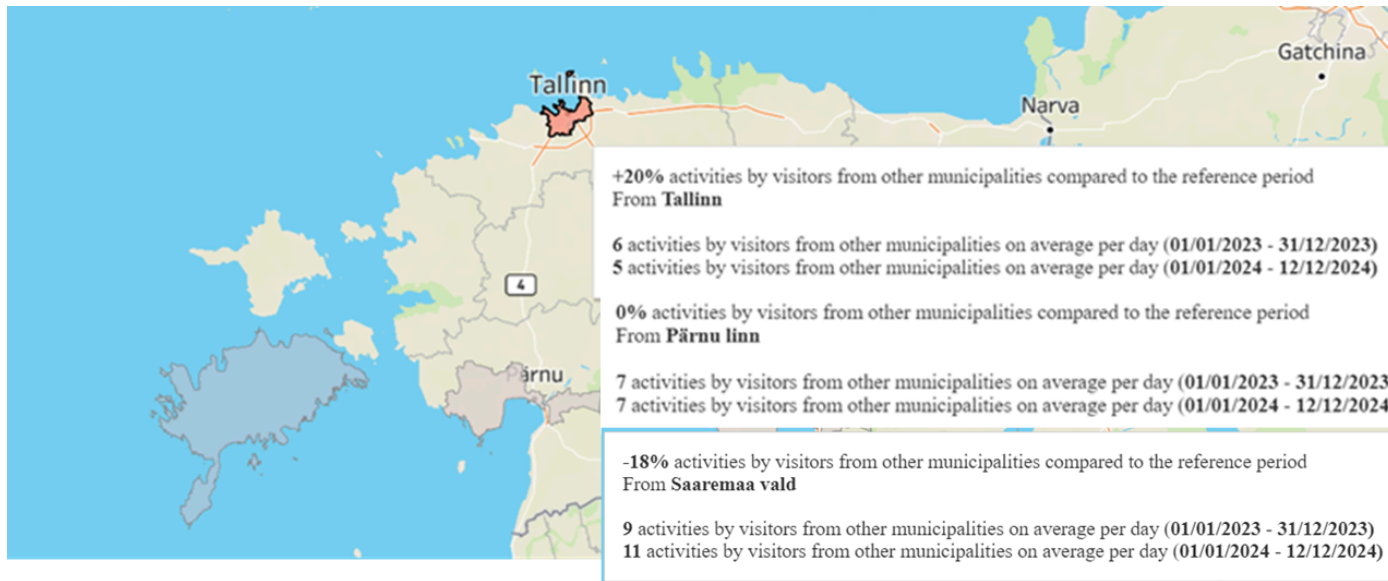 Gatchina
Tallinn
Narva
+20% activities by visitors from other municipalities compared to the reference period
From Tallinn
6 activities by visitors from other municipalities on average per day (01/01/2023 - 31/12/2023)
5 activities by visitors from other municipalities on average per day (01/01/2024 - 12/12/2024)
4
0% activities by visitors from other municipalities compared to the reference period
From Pärnu linn
Pärnu
7 activities by visitors from other municipalities on average per day (01/01/2023 - 31/12/2023
7 activities by visitors from other municipalities on average per day (01/01/2024 - 12/12/2024
-18% activities by visitors from other municipalities compared to the reference period
From Saaremaa vald
9 activities by visitors from other municipalities on average per day (01/01/2023 - 31/12/2023)
11 activities by visitors from other municipalities on average per day (01/01/2024 - 12/12/2024)